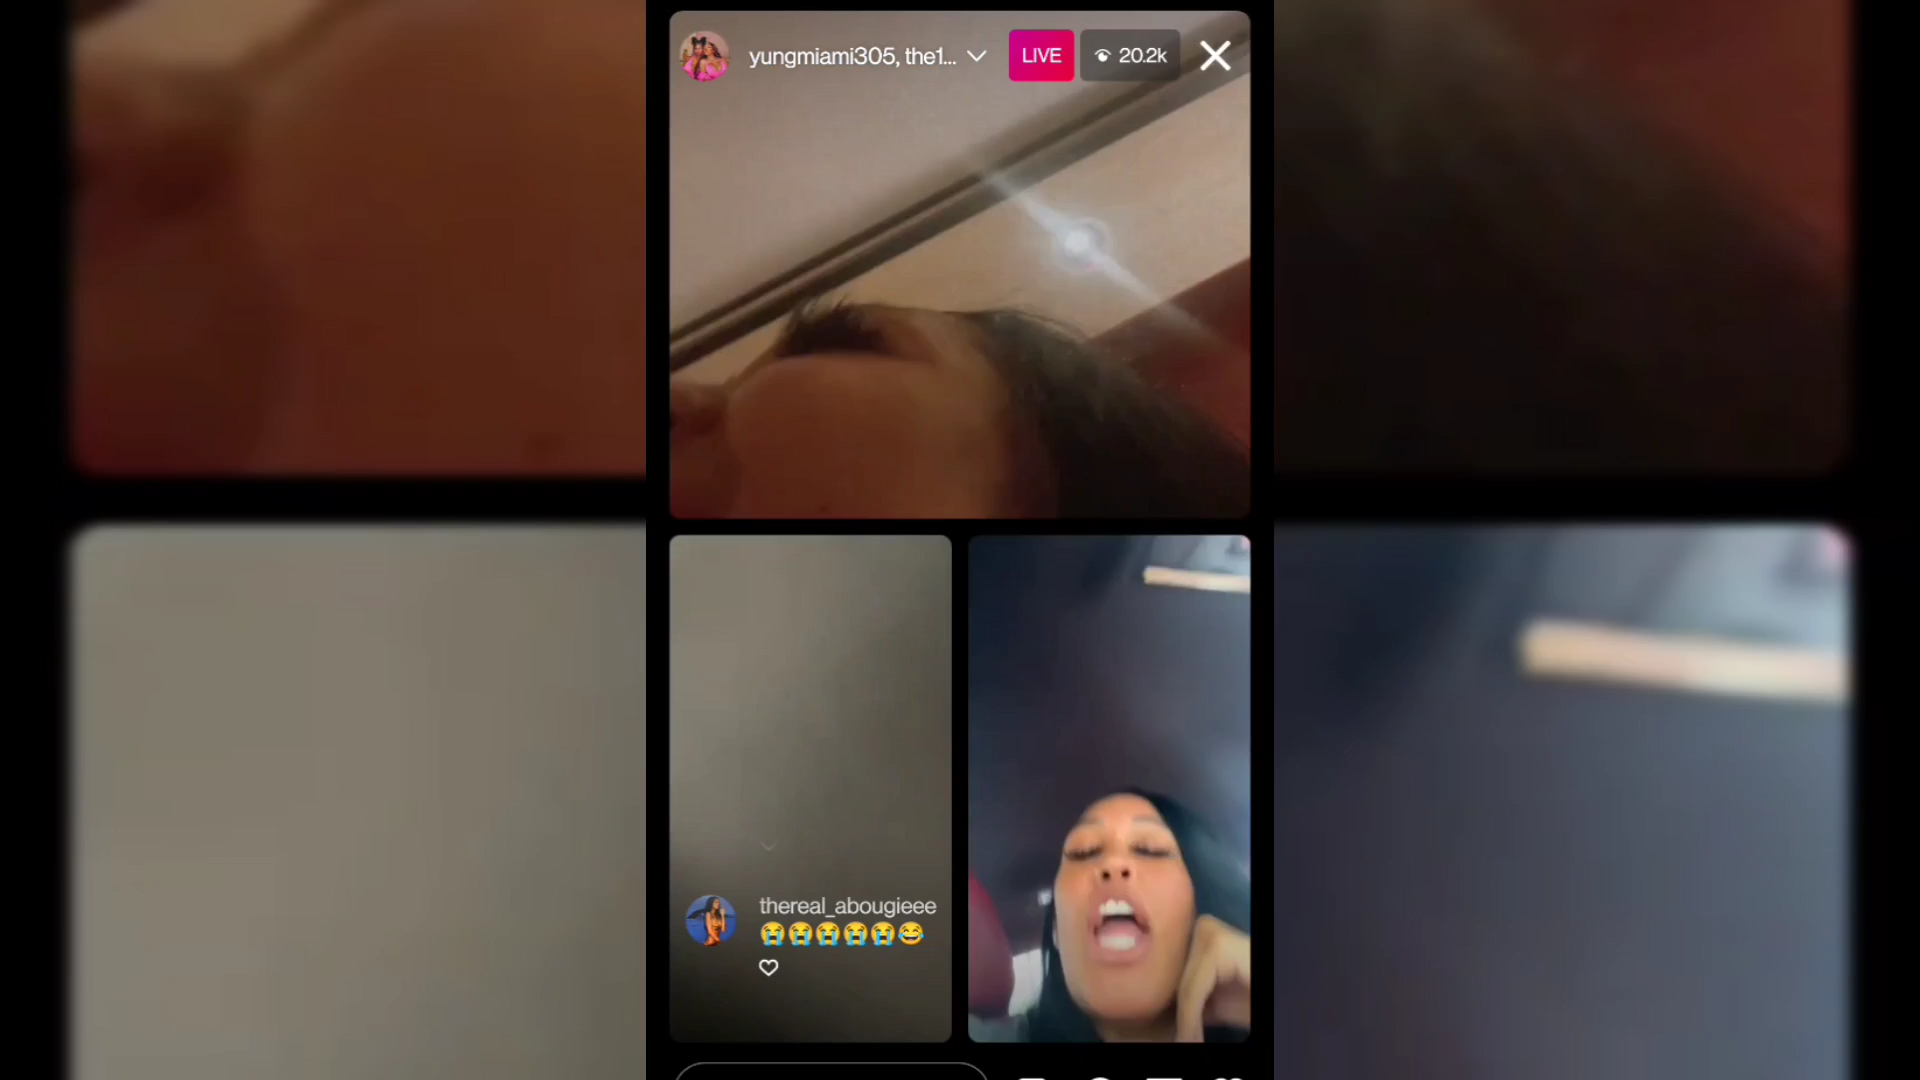 yungmiami305, the1... LIVE 20.2k
thereal_abougieee
😭😭😭😭😭😂